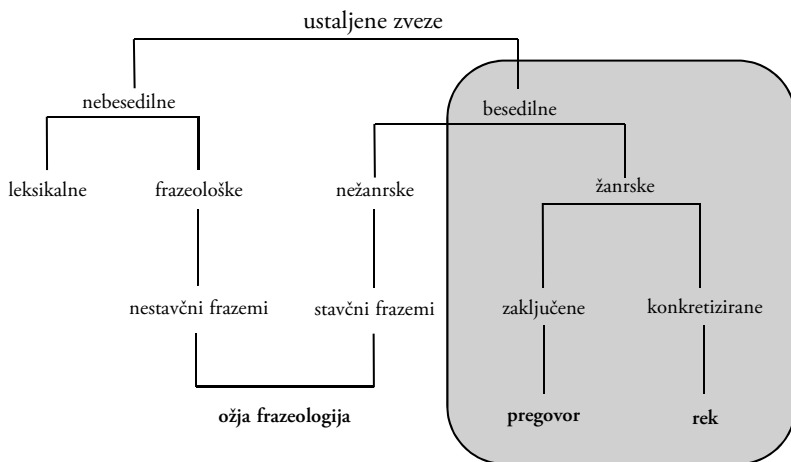 ustaljene zveze
nebesedilne
besedilne
leksikalne
frazeološke
nežanrske
žanrske
nestavčni frazemi
stavčni frazemi
zaključene
konkretizirane
ožja frazeologija
pregovor
rek